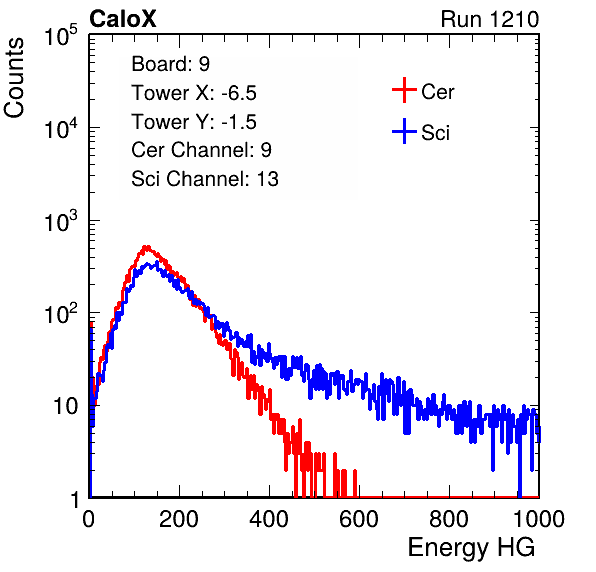 CaloX Run 1210
Counts
Board: 9
Tower X: -6.5
Tower Y: -1.5
Cer Channel: 9
Sci Channel: 13
Cer
Sci
10^5
10^4
10^3
10^2
10
1
0 200 400 600 800 1000
Energy HG